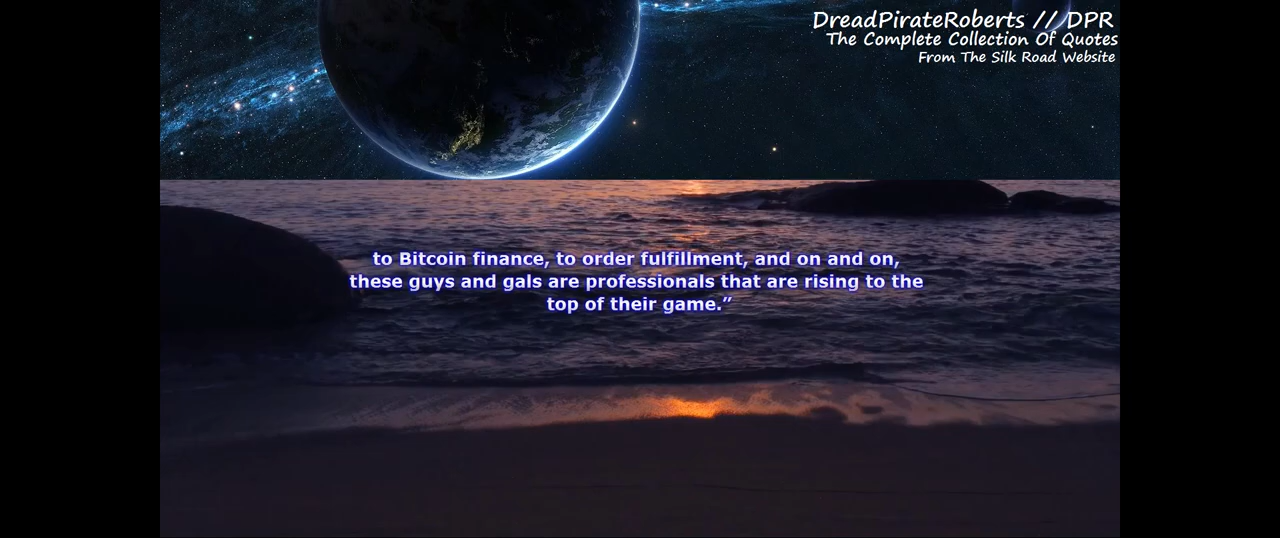 DreadPirateRoberts // DPR
The Complete Collection Of Quotes
From The Silk Road Website
to Bitcoin finance, to order fulfillment, and on and on,
these guys and gals are professionals that are rising to the
top of their game.”